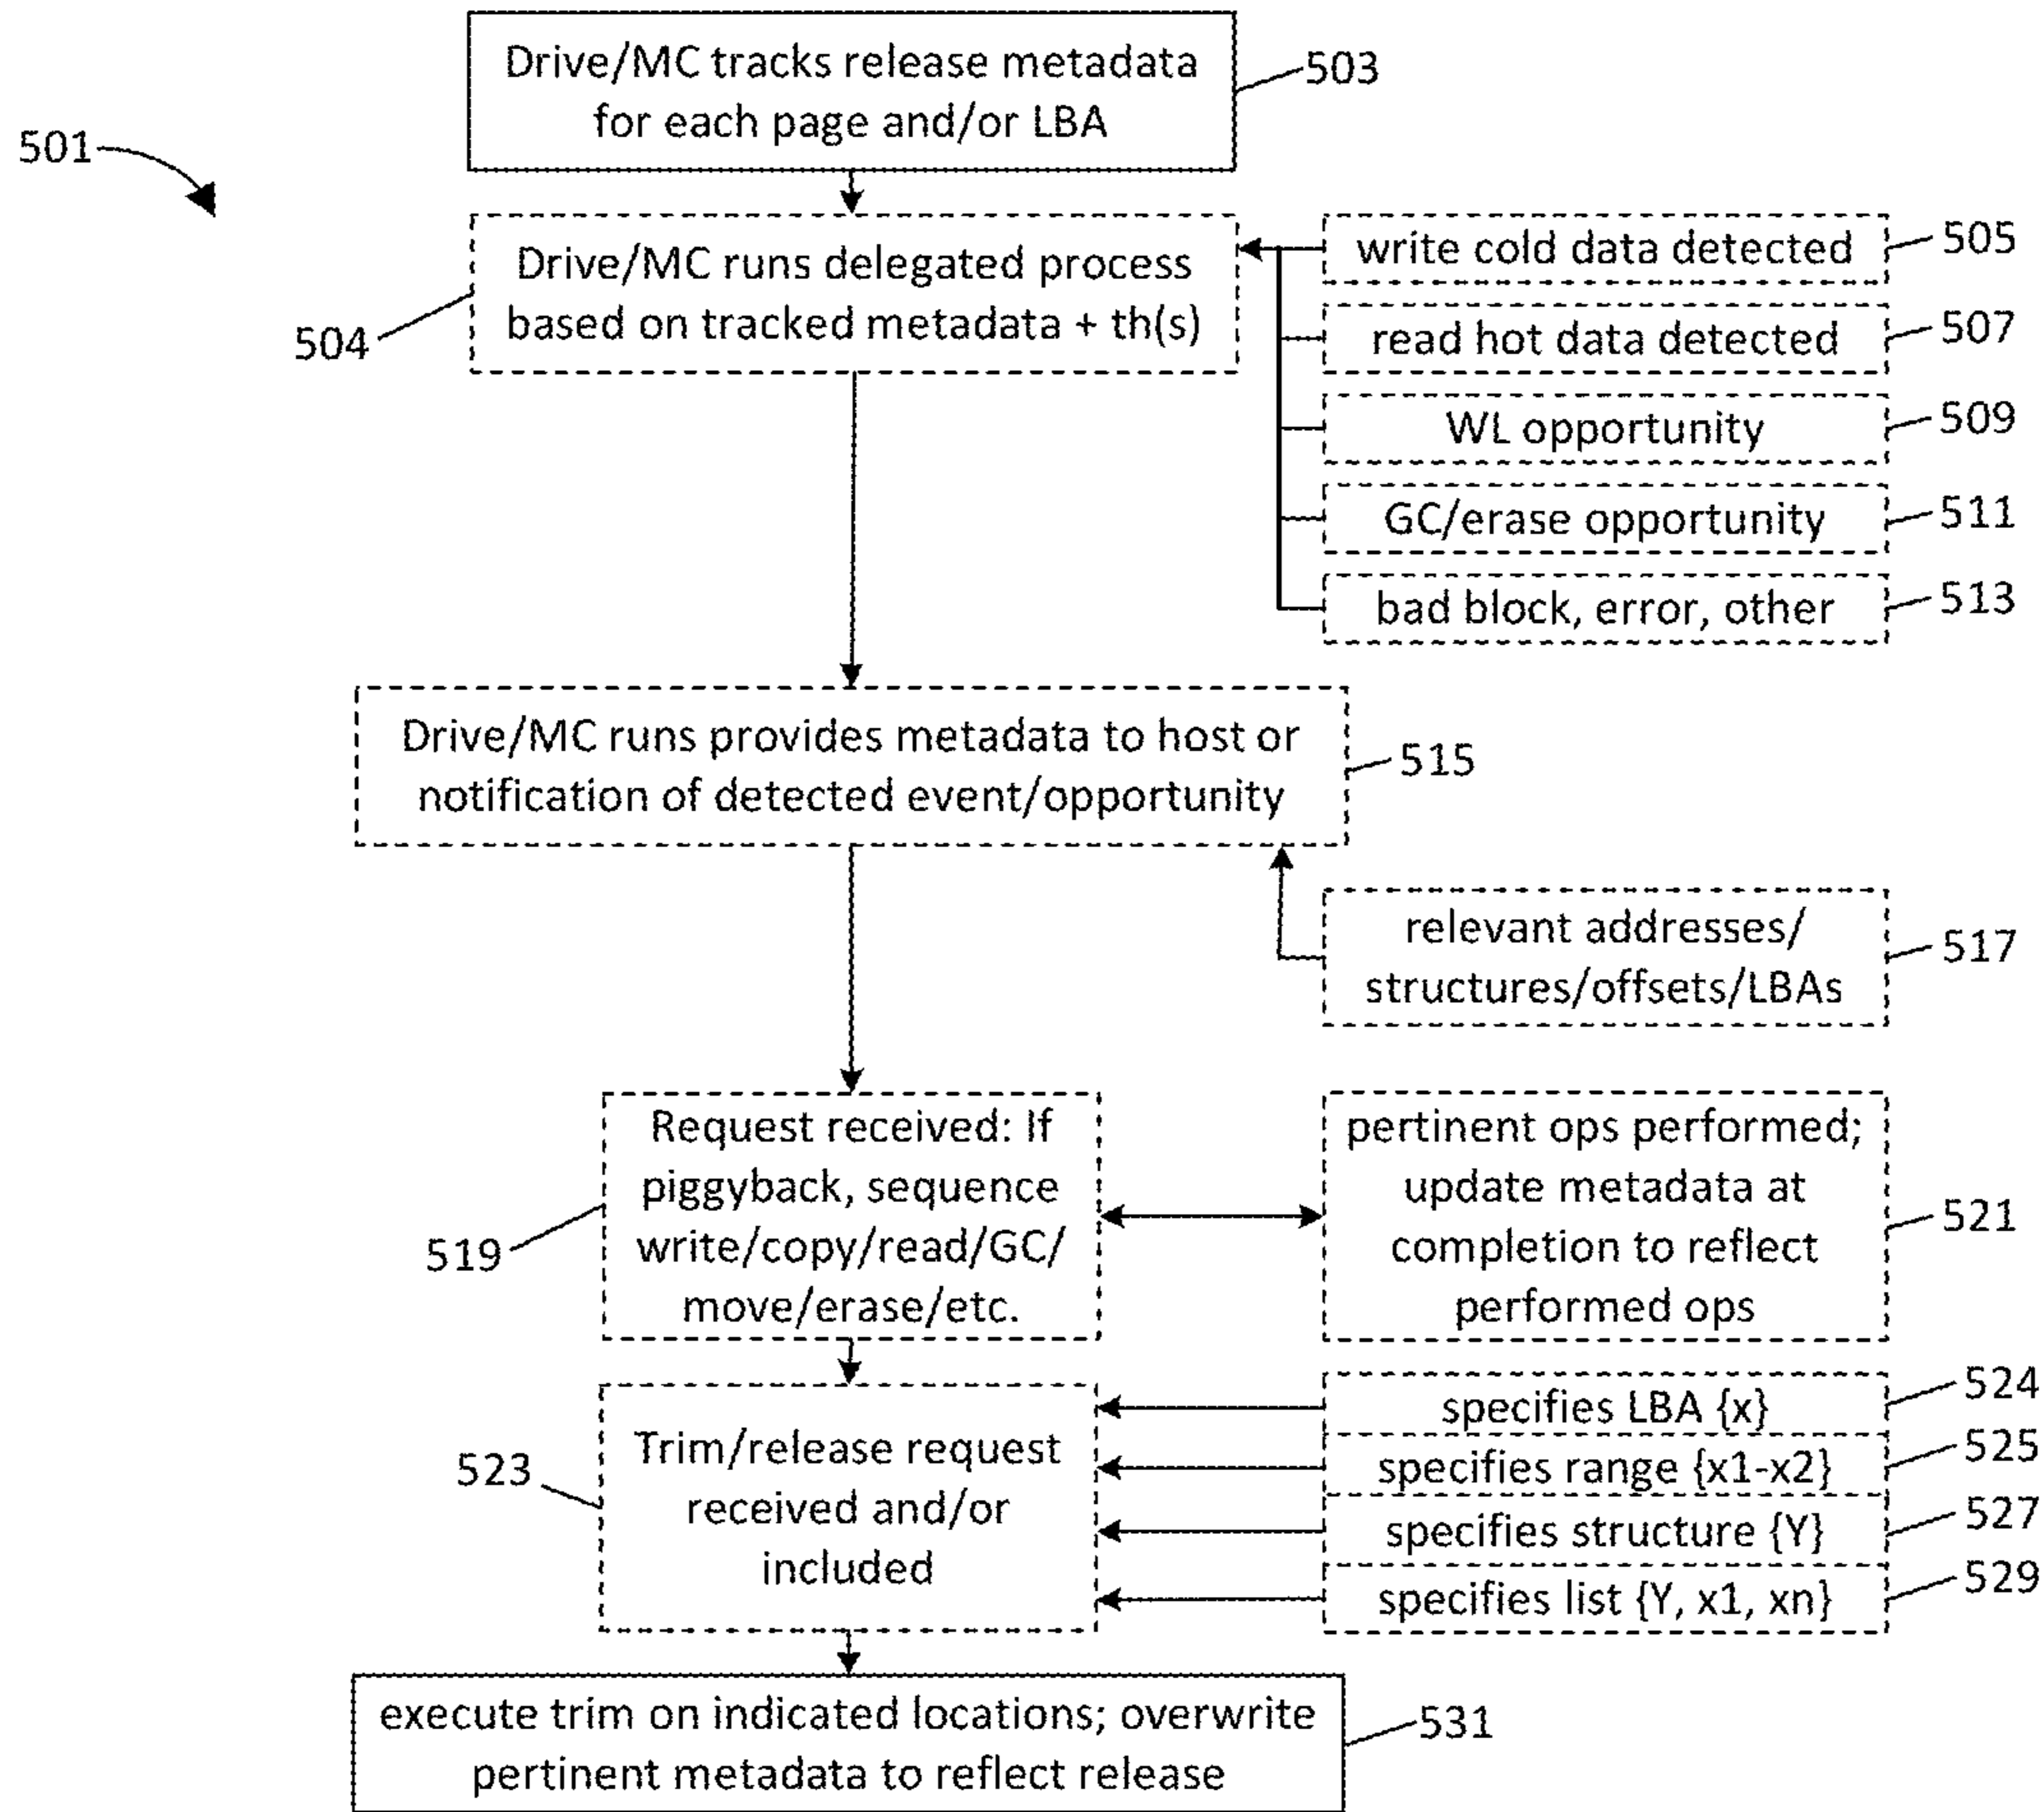 Drive/MC tracks release metadata
for each page and/or LBA
503
501
Drive/MC runs delegated process
based on tracked metadata + th(s)
504
write cold data detected
505
read hot data detected
507
WL opportunity
509
GC/erase opportunity
511
bad block, error, other
513
Drive/MC runs provides metadata to host or
notification of detected event/opportunity
515
relevant addresses/
structures/offsets/LBAs
517
Request received: If
piggyback, sequence
write/copy/read/GC/
move/erase/etc.
519
pertinent ops performed;
update metadata at
completion to reflect
performed ops
521
Trim/release request
received and/or
included
523
specifies LBA {x}
524
specifies range {x1-x2}
525
specifies structure {Y}
527
specifies list {Y, x1, xn}
529
execute trim on indicated locations; overwrite
pertinent metadata to reflect release
531